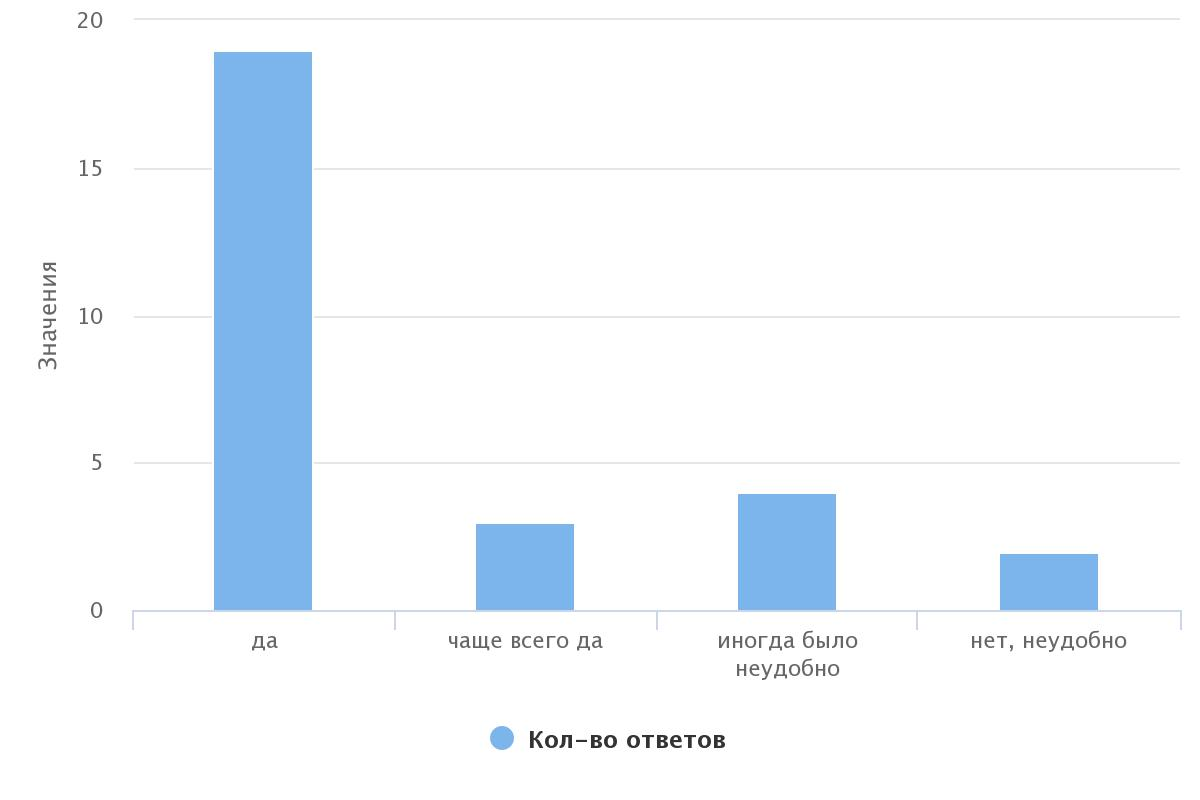 20
15
10
5
0
Значения
да
чаще всего да
иногда было
неудобно
нет, неудобно
Кол-во ответов